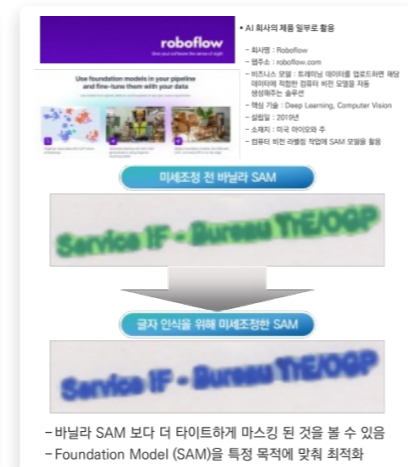 roboflow
Give your software the sense of sight.
Use foundation models in your pipeline
and fine-tune them with your data
• AI 회사의 제품 일부로 활용
- 회사명 : Roboflow
- 웹주소 : roboflow.com
- 비즈니스 모델 : 트레이닝 데이터를 업로드하면 해당
데이터에 적합한 컴퓨터 비전 모델을 자동
생성해주는 솔루션
- 핵심 기술 : Deep Learning, Computer Vision
- 설립일 : 2019년
- 소재지 : 미국 아이오와 주
- 컴퓨터 비전 라벨링 작업에 SAM 모델을 활용
미세조정 전 바닐라 SAM
Service IF - Bureau TrE/OGP
글자 인식을 위해 미세조정한 SAM
Service IF - Bureau TrE/OGP
- 바닐라 SAM 보다 더 타이트하게 마스킹 된 것을 볼 수 있음
- Foundation Model (SAM)을 특정 목적에 맞춰 최적화